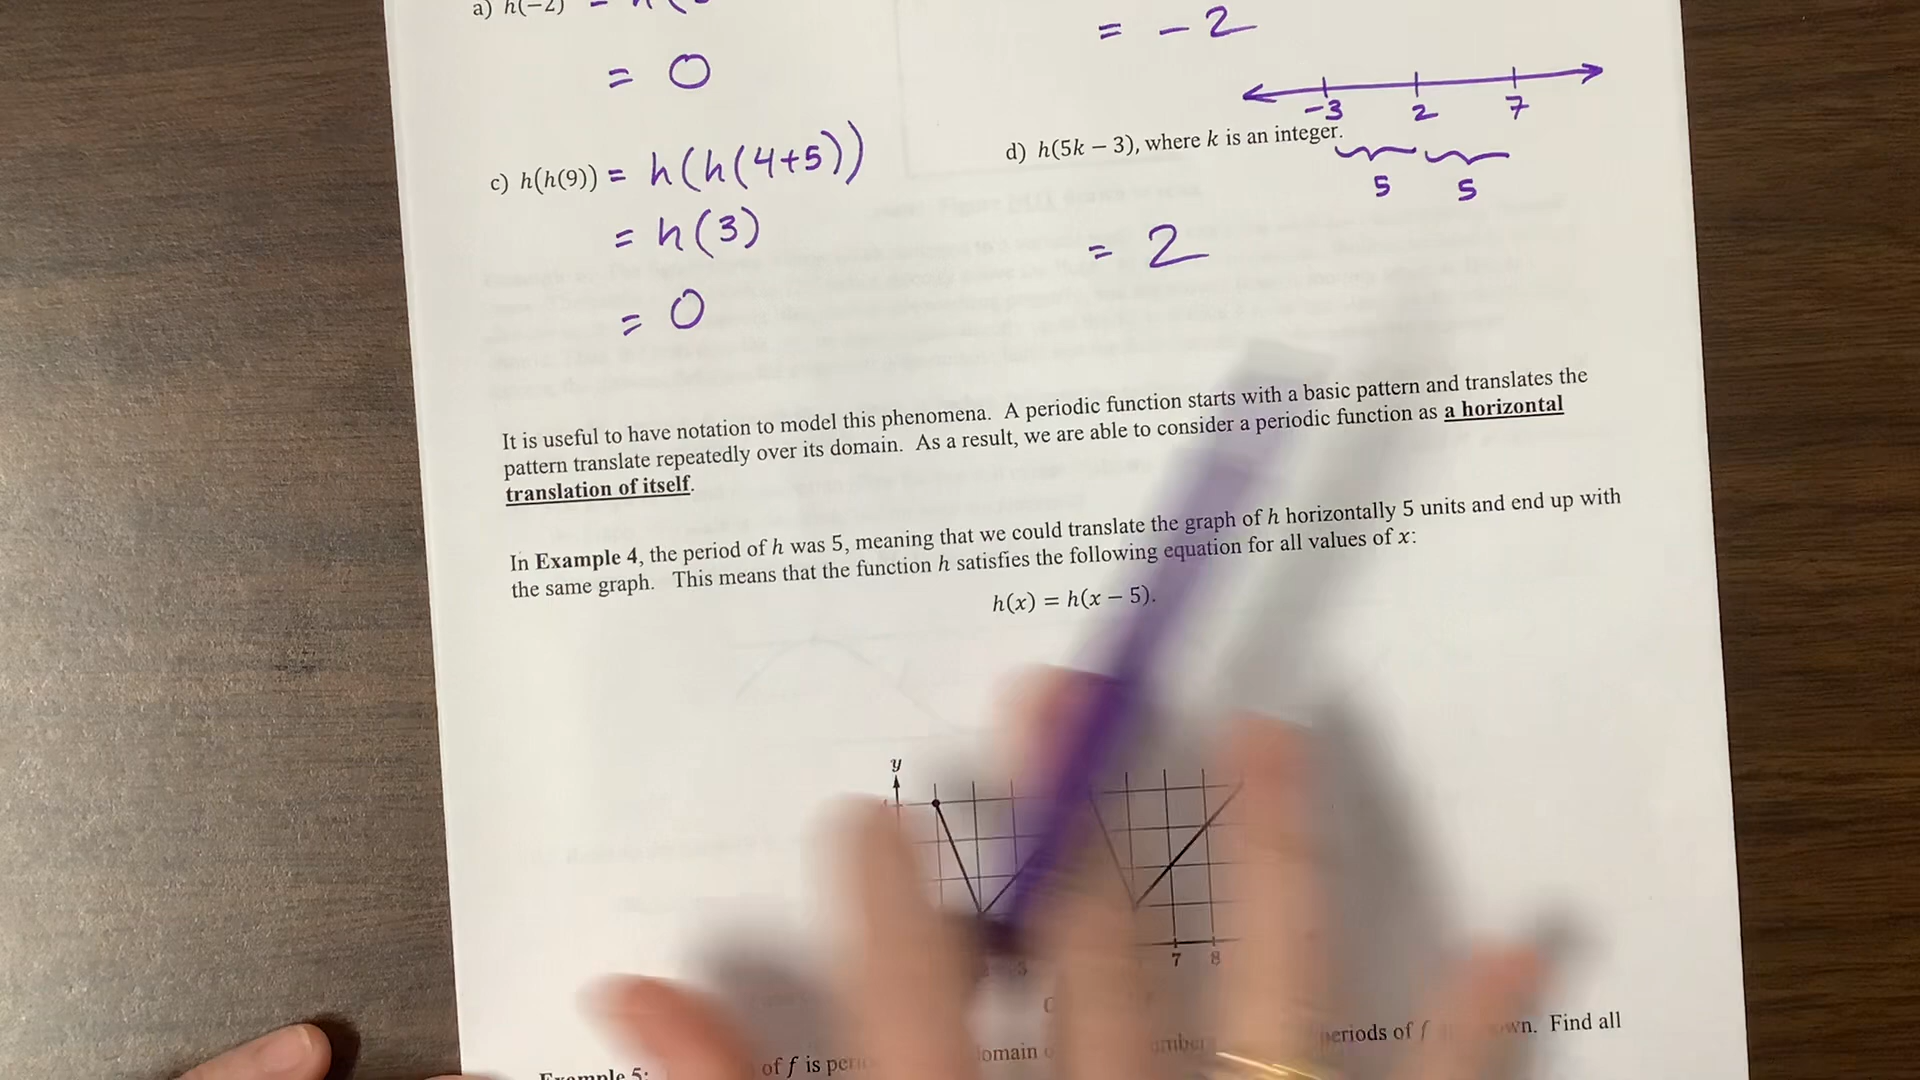 a) h(−2) =
= 0
= −2
-3 2 7
d) h(5k − 3), where k is an integer.
5 5
c) h(h(9)) = h(h(4+5))
= h(3)
= 0
= 2
It is useful to have notation to model this phenomena. A periodic function starts with a basic pattern and translates the
pattern translate repeatedly over its domain. As a result, we are able to consider a periodic function as a horizontal
translation of itself.
In Example 4, the period of h was 5, meaning that we could translate the graph of h horizontally 5 units and end up with
the same graph. This means that the function h satisfies the following equation for all values of x:
h(x) = h(x − 5).
y
7 8
Example 5: of f is periods of f Find all